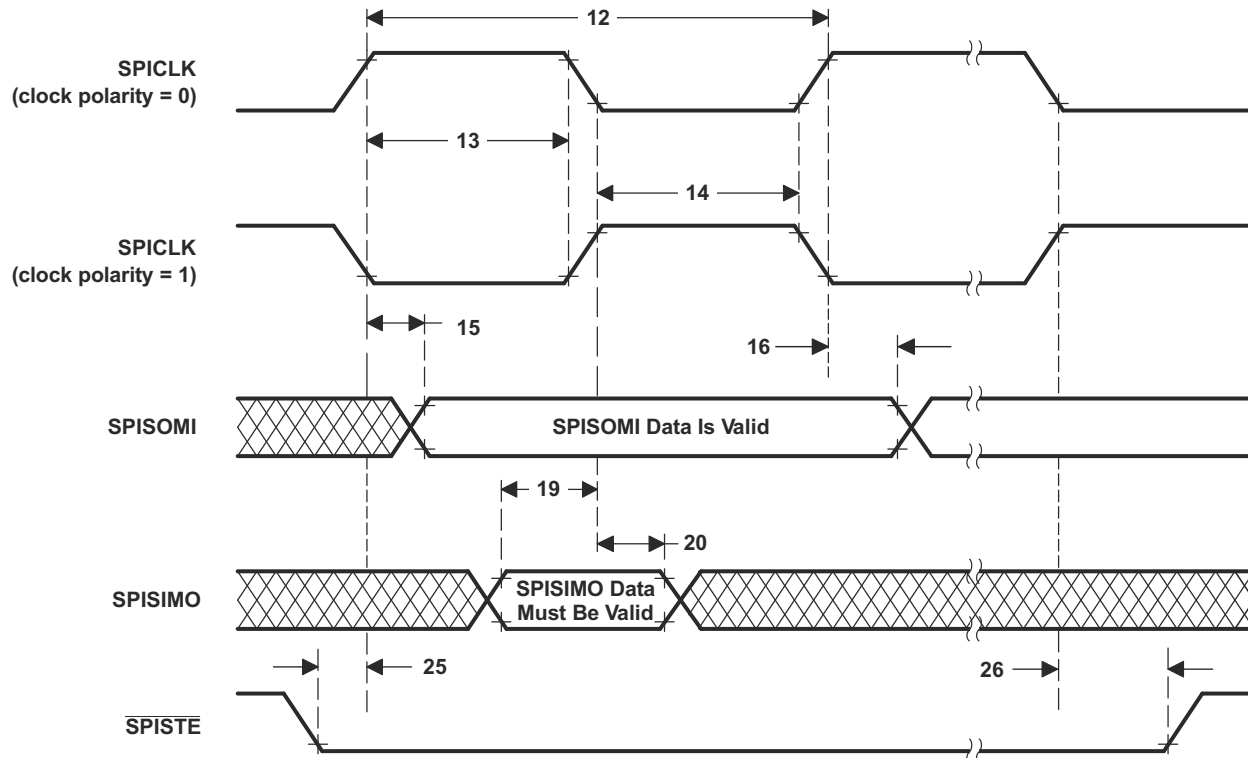 12
SPICLK
(clock polarity = 0)
13
14
SPICLK
(clock polarity = 1)
15
16
SPISOMI
SPISOMI Data Is Valid
19
20
SPISIMO
SPISIMO Data
Must Be Valid
25
26
SPISTE